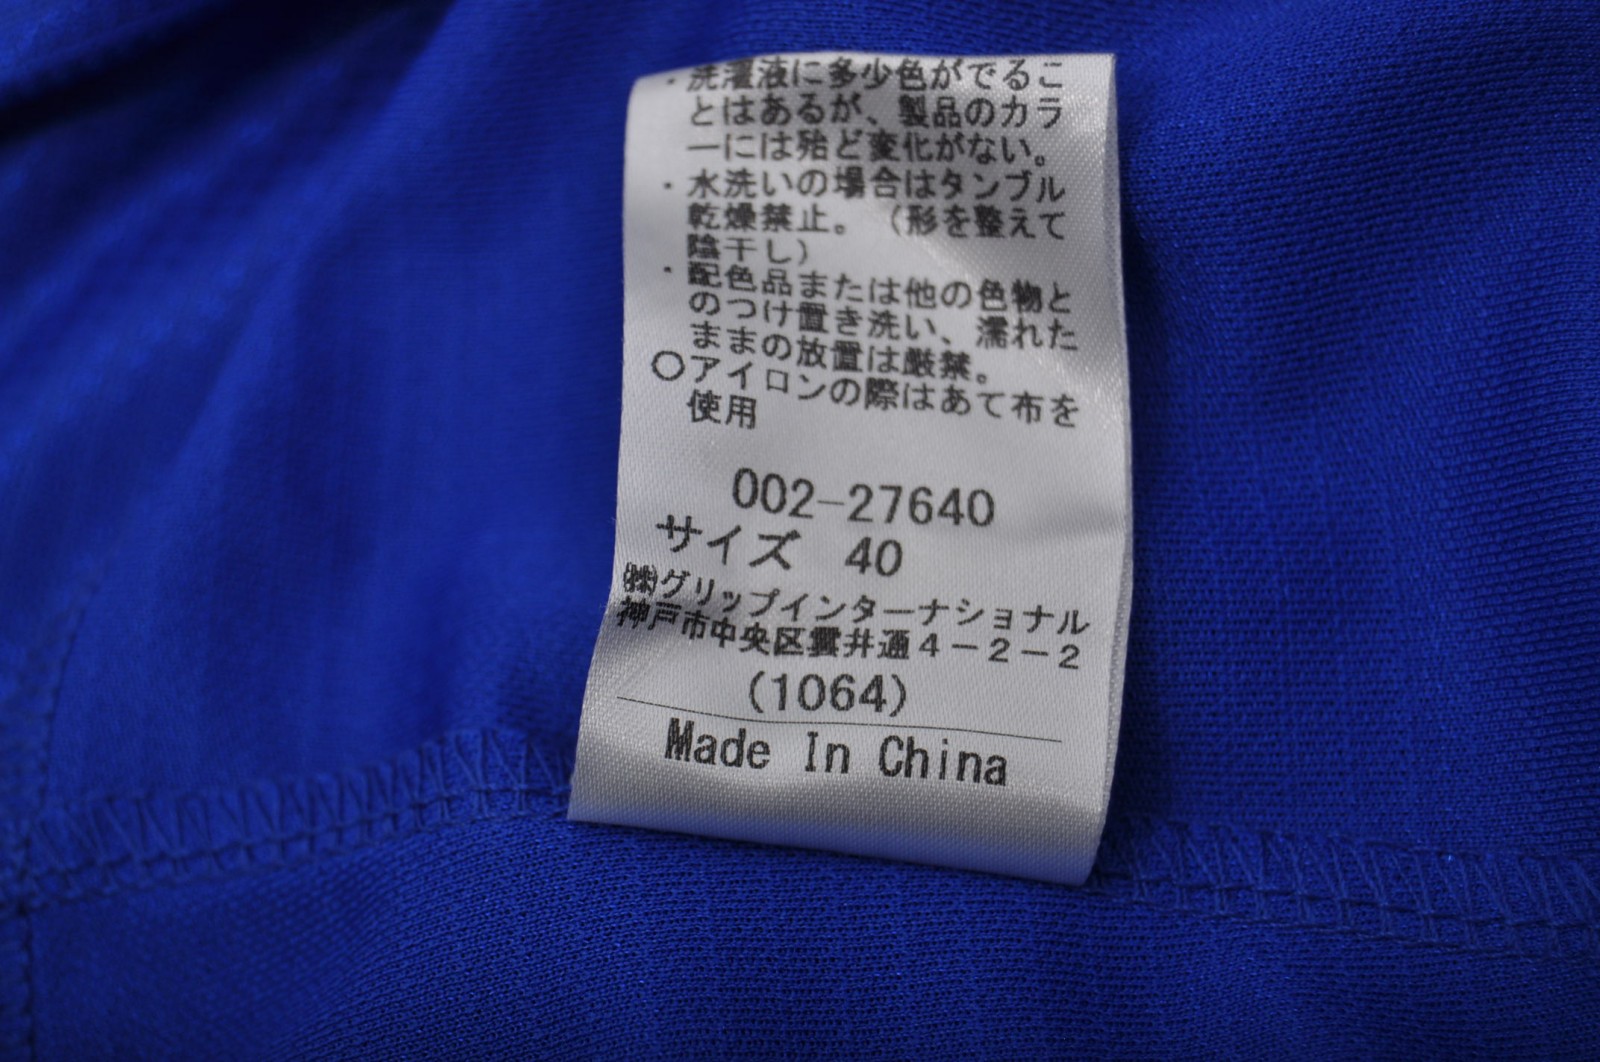 ・洗濯液に多少色がでるこ
とはあるが、製品のカラ
ーには殆ど変化がない。
・水洗いの場合はタンブル
乾燥禁止。（形を整えて
陰干し）
・配色品または他の色物と
のつけ置き洗い、濡れた
ままの放置は厳禁。
○アイロンの際はあて布を
使用
002-27640
サイズ 40
㈱グリップインターナショナル
神戸市中央区雲井通４－２－２
(1064)
Made In China